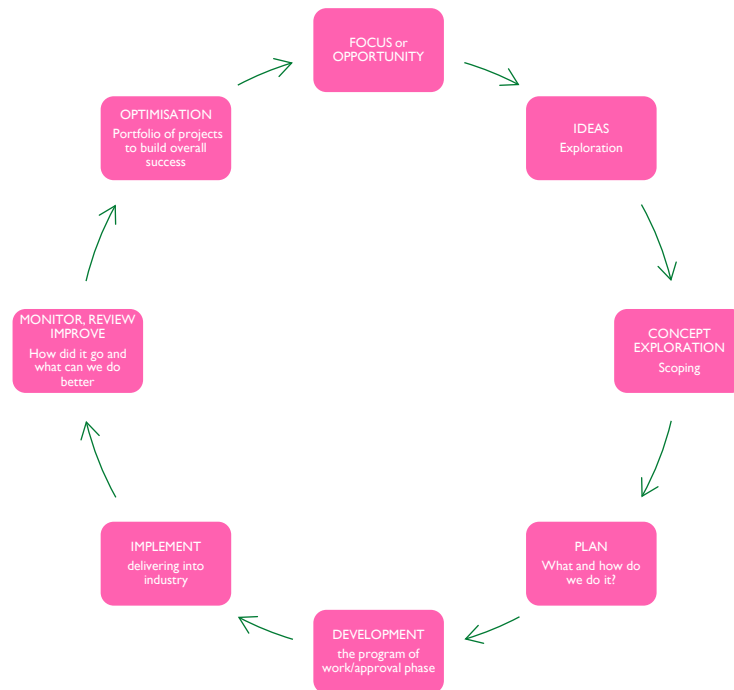 FOCUS or
OPPORTUNITY
IDEAS
Exploration
CONCEPT
EXPLORATION
Scoping
PLAN
What and how do
we do it?
DEVELOPMENT
the program of
work/approval phase
IMPLEMENT
delivering into
industry
MONITOR, REVIEW
IMPROVE
How did it go and
what can we do
better
OPTIMISATION
Portfolio of projects
to build overall
success